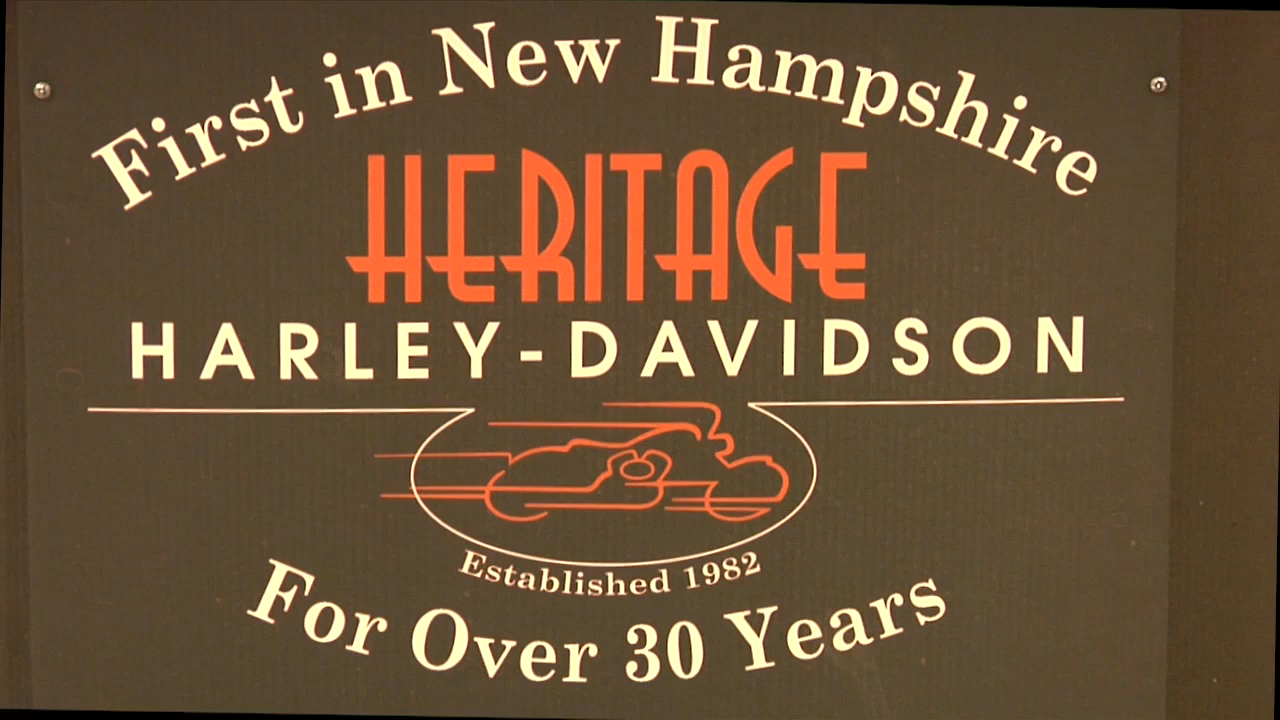 First in New Hampshire
HERITAGE
HARLEY-DAVIDSON
Established 1982
For Over 30 Years